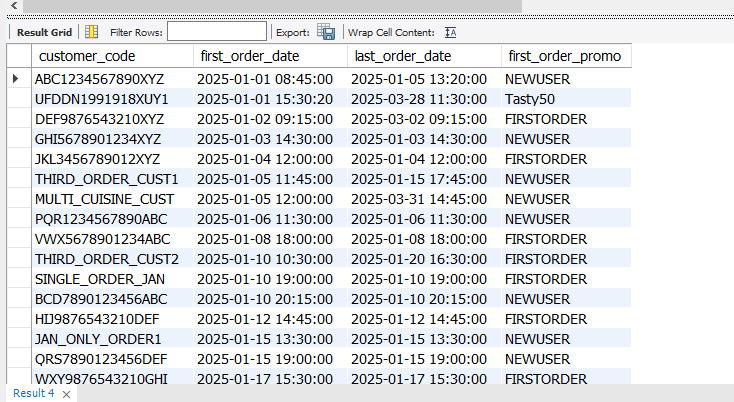 Result Grid Filter Rows: Export: Wrap Cell Content: IA
customer_code first_order_date last_order_date first_order_promo
ABC1234567890XYZ 2025-01-01 08:45:00 2025-01-05 13:20:00 NEWUSER
UFDDN1991918XUY1 2025-01-01 15:30:20 2025-03-28 11:30:00 Tasty50
DEF9876543210XYZ 2025-01-02 09:15:00 2025-03-02 09:15:00 FIRSTORDER
GHI5678901234XYZ 2025-01-03 14:30:00 2025-01-03 14:30:00 NEWUSER
JKL3456789012XYZ 2025-01-04 12:00:00 2025-01-04 12:00:00 FIRSTORDER
THIRD_ORDER_CUST1 2025-01-05 11:45:00 2025-01-15 17:45:00 NEWUSER
MULTI_CUISINE_CUST 2025-01-05 12:00:00 2025-03-31 14:45:00 NEWUSER
PQR1234567890ABC 2025-01-06 11:30:00 2025-01-06 11:30:00 NEWUSER
VWX5678901234ABC 2025-01-08 18:00:00 2025-01-08 18:00:00 FIRSTORDER
THIRD_ORDER_CUST2 2025-01-10 10:30:00 2025-01-20 16:30:00 FIRSTORDER
SINGLE_ORDER_JAN 2025-01-10 19:00:00 2025-01-10 19:00:00 NEWUSER
BCD7890123456ABC 2025-01-10 20:15:00 2025-01-10 20:15:00 NEWUSER
HIJ9876543210DEF 2025-01-12 14:45:00 2025-01-12 14:45:00 FIRSTORDER
JAN_ONLY_ORDER1 2025-01-15 13:30:00 2025-01-15 13:30:00 NEWUSER
QRS7890123456DEF 2025-01-15 19:00:00 2025-01-15 19:00:00 NEWUSER
WXY9876543210GHI 2025-01-17 15:30:00 2025-01-17 15:30:00 FIRSTORDER
Result 4